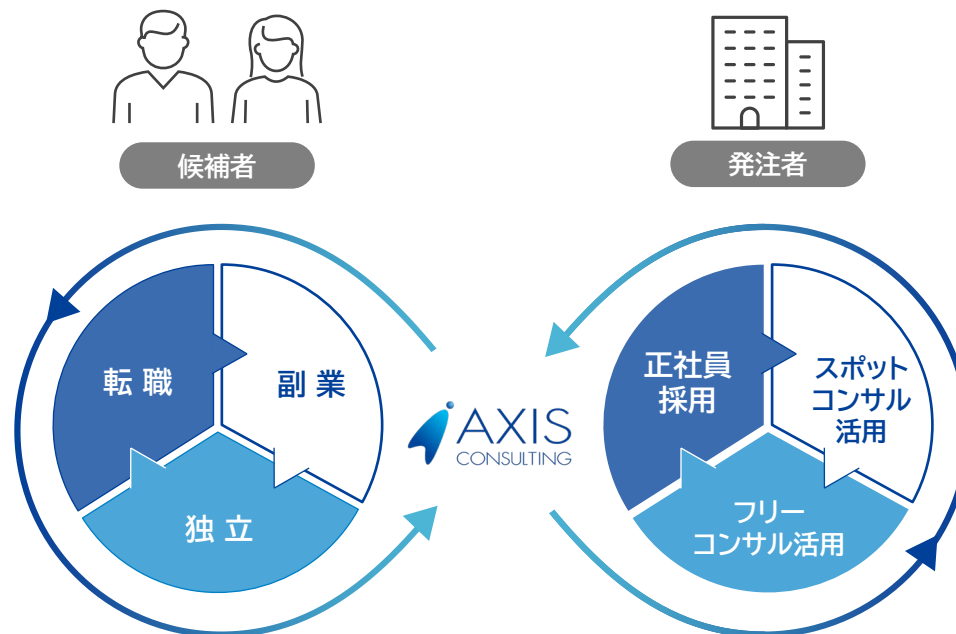 候補者
発注者
転職
副業
独立
AXIS
CONSULTING
正社員
採用
スポット
コンサル
活用
フリー
コンサル活用